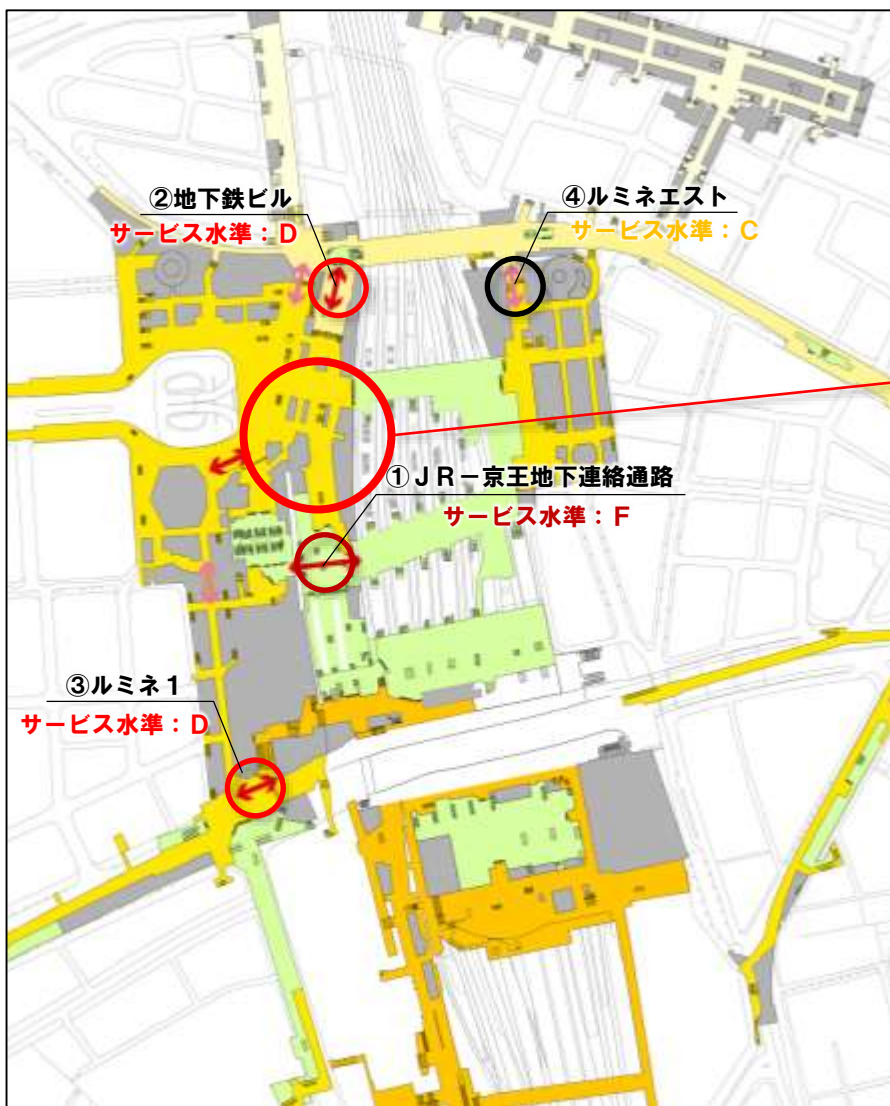 ②地下鉄ビル
サービス水準：D
④ルミネエスト
サービス水準：C
①ＪＲ－京王地下連絡通路
サービス水準：F
③ルミネ１
サービス水準：D